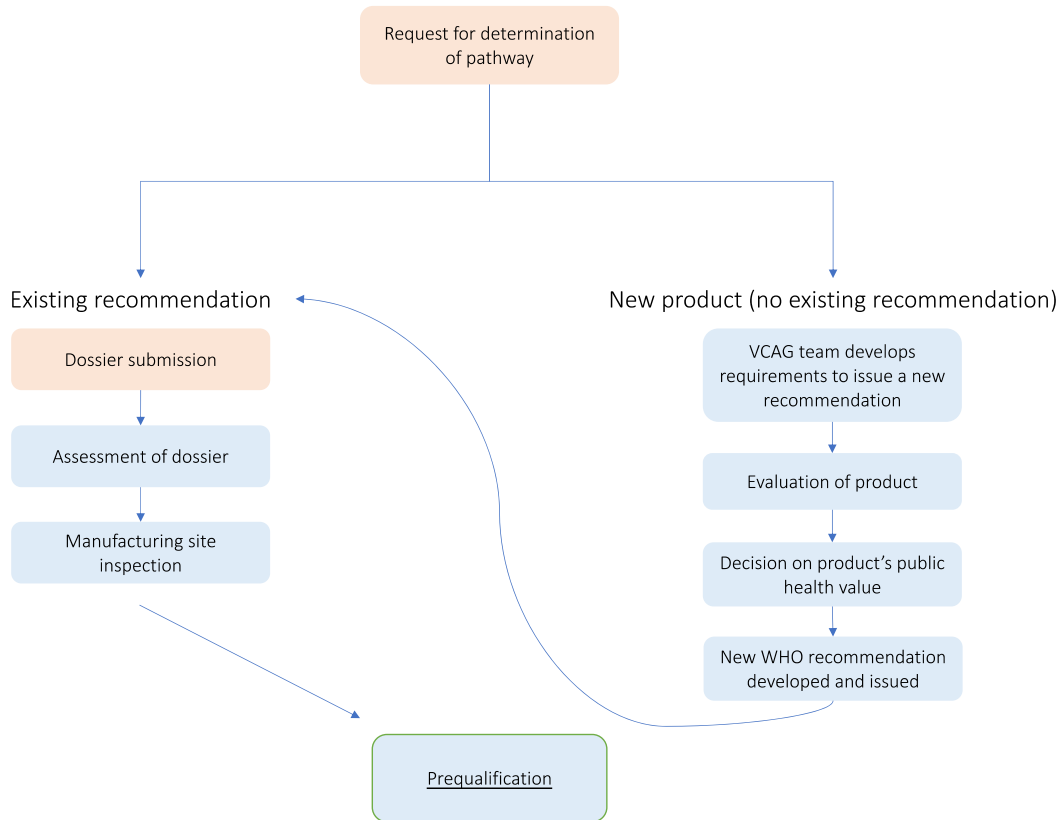 Request for determination
of pathway
Existing recommendation
Dossier submission
Assessment of dossier
Manufacturing site
inspection
New product (no existing recommendation)
VCAG team develops
requirements to issue a new
recommendation
Evaluation of product
Decision on product’s public
health value
New WHO recommendation
developed and issued
Prequalification